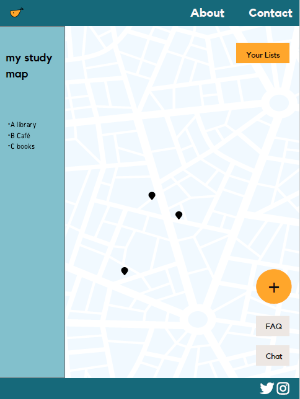 About Contact
my study
map
Your Lists
•A library
•B Café
•C books
+
FAQ
Chat